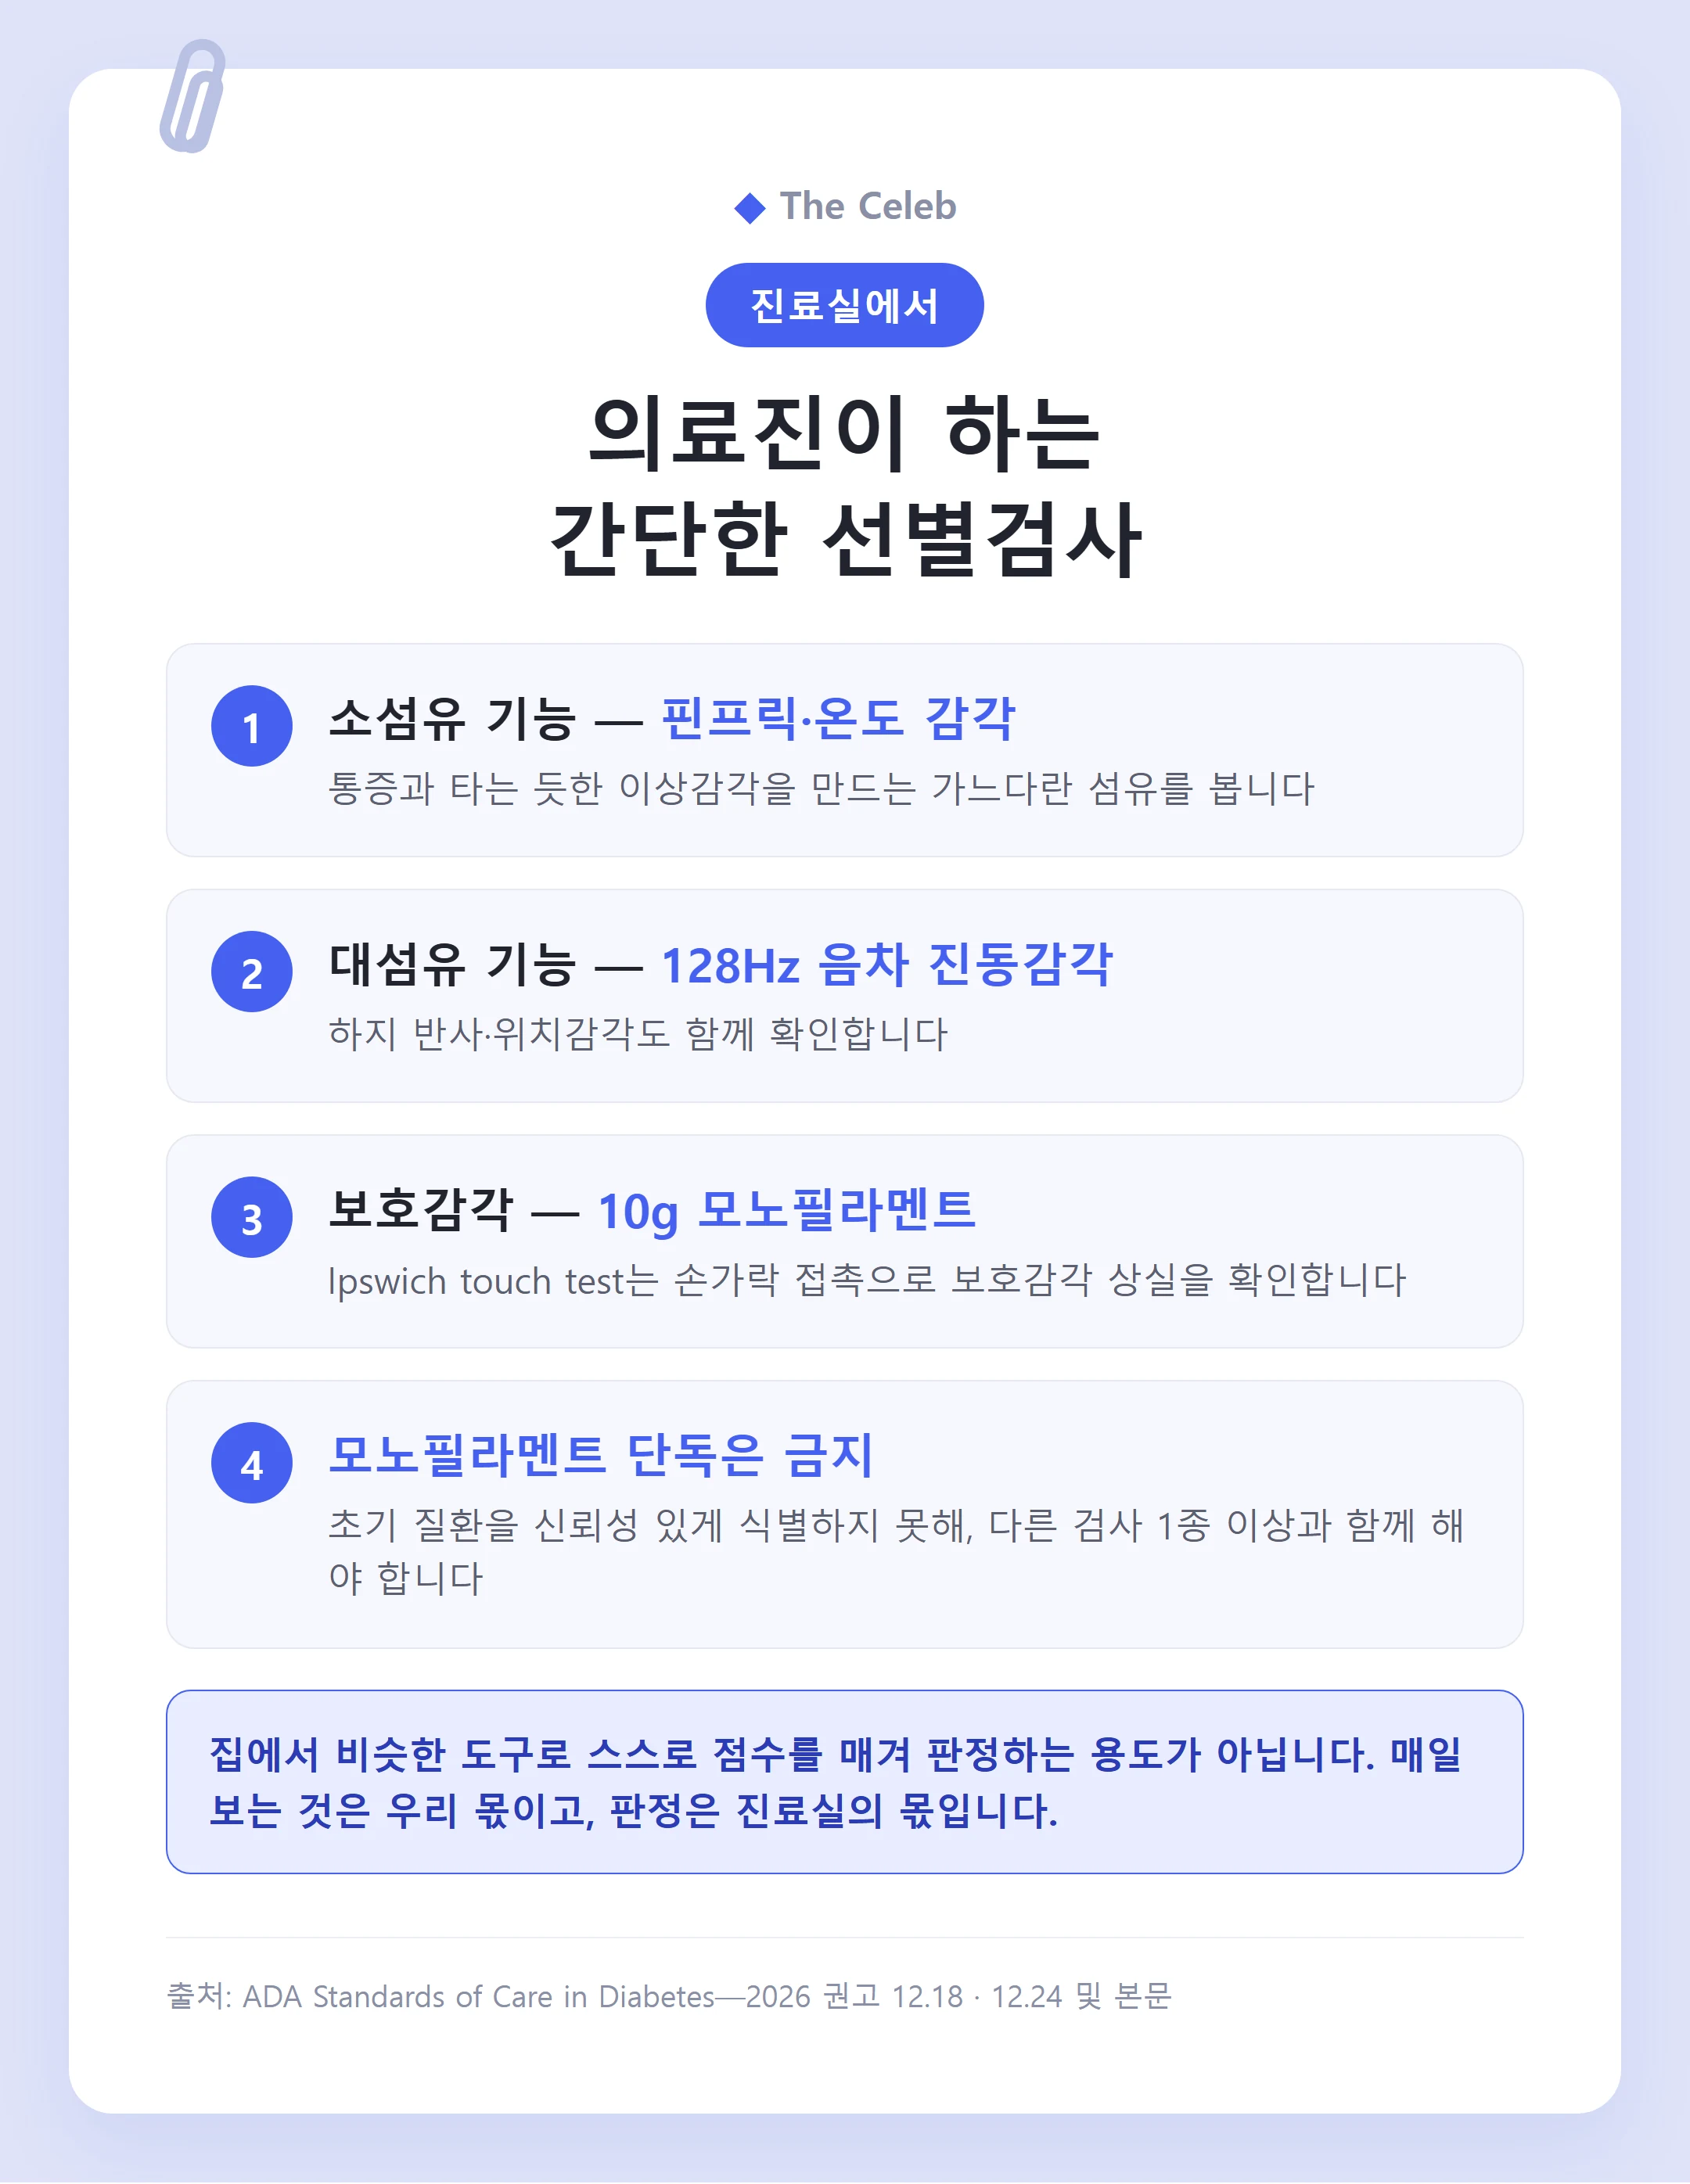 The Celeb
진료실에서
의료진이 하는
간단한 선별검사
1
소섬유 기능 — 핀프릭·온도 감각
통증과 타는 듯한 이상감각을 만드는 가느다란 섬유를 봅니다
2
대섬유 기능 — 128Hz 음차 진동감각
하지 반사·위치감각도 함께 확인합니다
3
보호감각 — 10g 모노필라멘트
Ipswich touch test는 손가락 접촉으로 보호감각 상실을 확인합니다
4
모노필라멘트 단독은 금지
초기 질환을 신뢰성 있게 식별하지 못해, 다른 검사 1종 이상과 함께 해
야 합니다
집에서 비슷한 도구로 스스로 점수를 매겨 판정하는 용도가 아닙니다. 매일
보는 것은 우리 몫이고, 판정은 진료실의 몫입니다.
출처: ADA Standards of Care in Diabetes—2026 권고 12.18 · 12.24 및 본문